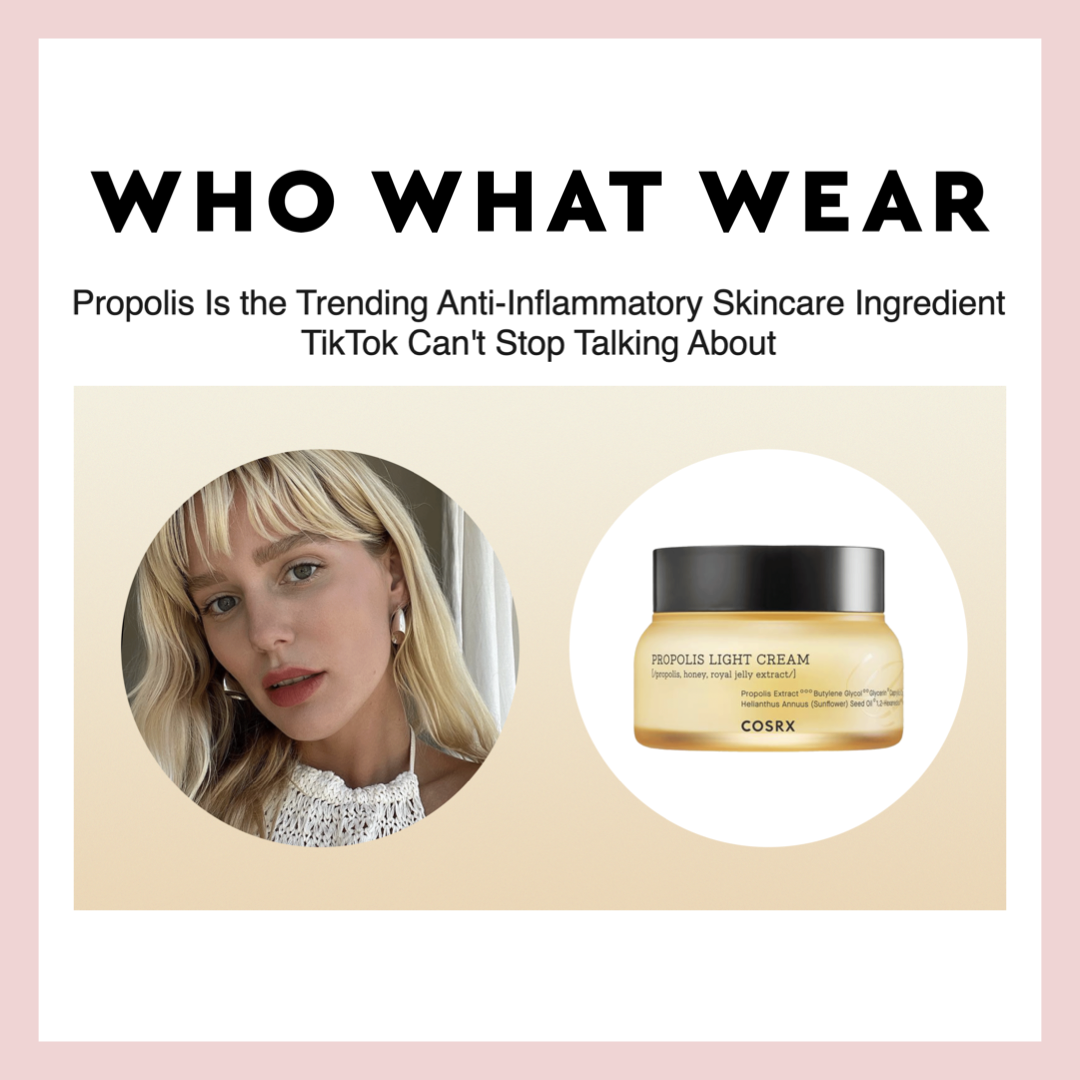 WHO WHAT WEAR
Propolis Is the Trending Anti-Inflammatory Skincare Ingredient
TikTok Can't Stop Talking About
PROPOLIS LIGHT CREAM
[/propolis, honey, royal jelly extract/]
Propolis Extract°°° Butylene Glycol°° Glycerin°
Helianthus Annuus (Sunflower) Seed Oil°
COSRX